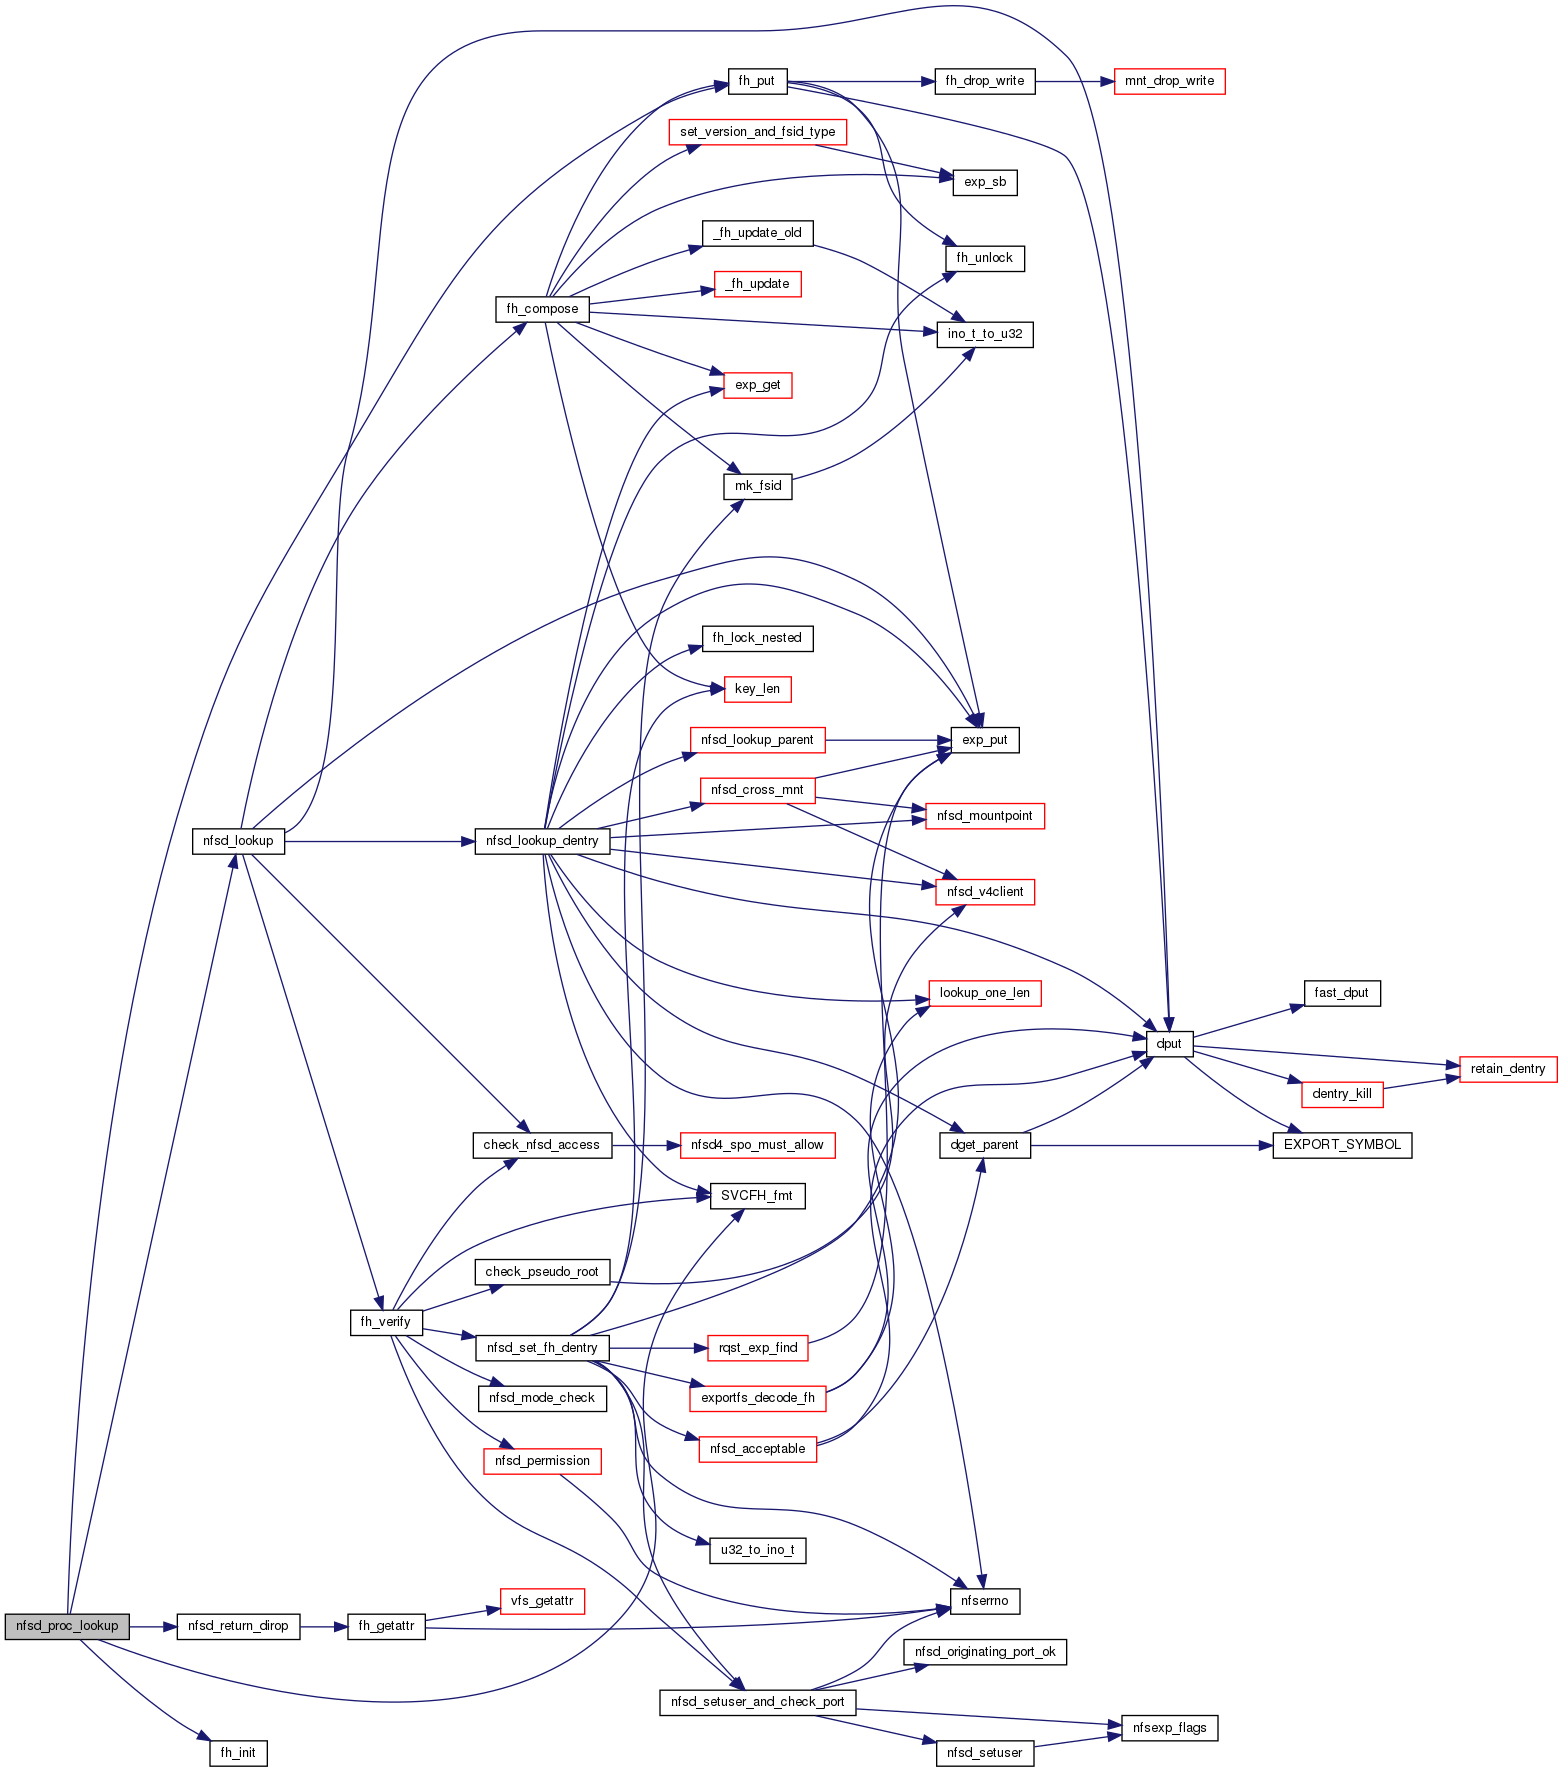 fh_put
fh_drop_write
mnt_drop_write
set_version_and_fsid_type
exp_sb
_fh_update_old
fh_unlock
_fh_update
fh_compose
ino_t_to_u32
exp_get
mk_fsid
fh_lock_nested
key_len
nfsd_lookup_parent
exp_put
nfsd_cross_mnt
nfsd_mountpoint
nfsd_lookup
nfsd_lookup_dentry
nfsd_v4client
lookup_one_len
fast_dput
dput
retain_dentry
dentry_kill
check_nfsd_access
nfsd4_spo_must_allow
dget_parent
EXPORT_SYMBOL
SVCFH_fmt
check_pseudo_root
fh_verify
nfsd_set_fh_dentry
rqst_exp_find
nfsd_mode_check
exportfs_decode_fh
nfsd_permission
nfsd_acceptable
u32_to_ino_t
vfs_getattr
nfserrno
nfsd_proc_lookup
nfsd_return_dirop
fh_getattr
nfsd_originating_port_ok
nfsd_setuser_and_check_port
nfsexp_flags
fh_init
nfsd_setuser